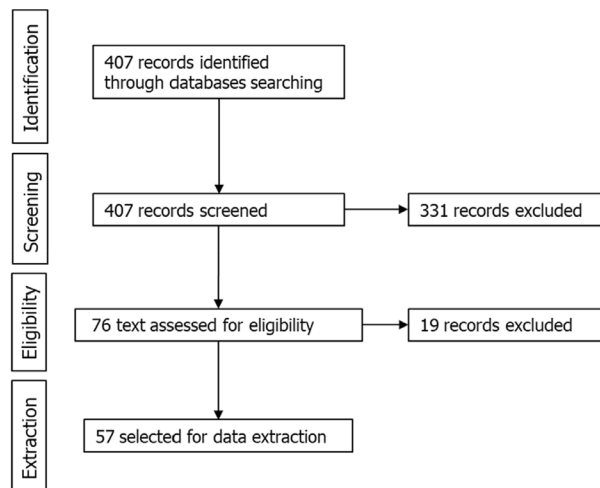 Identification
407 records identified
through databases searching
Screening
407 records screened
331 records excluded
Eligibility
76 text assessed for eligibility
19 records excluded
Extraction
57 selected for data extraction